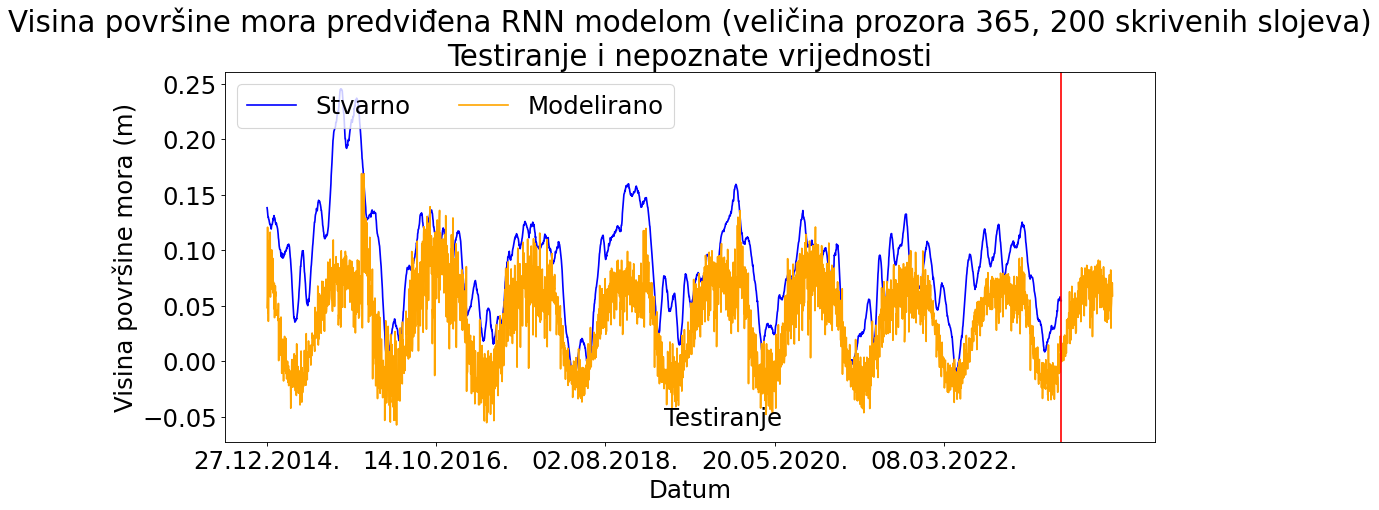 Visina površine mora predviđena RNN modelom (veličina prozora 365, 200 skrivenih slojeva)
Testiranje i nepoznate vrijednosti
Stvarno Modelirano
Visina površine mora (m)
0.25
0.20
0.15
0.10
0.05
0.00
−0.05
Testiranje
27.12.2014. 14.10.2016. 02.08.2018. 20.05.2020. 08.03.2022.
Datum